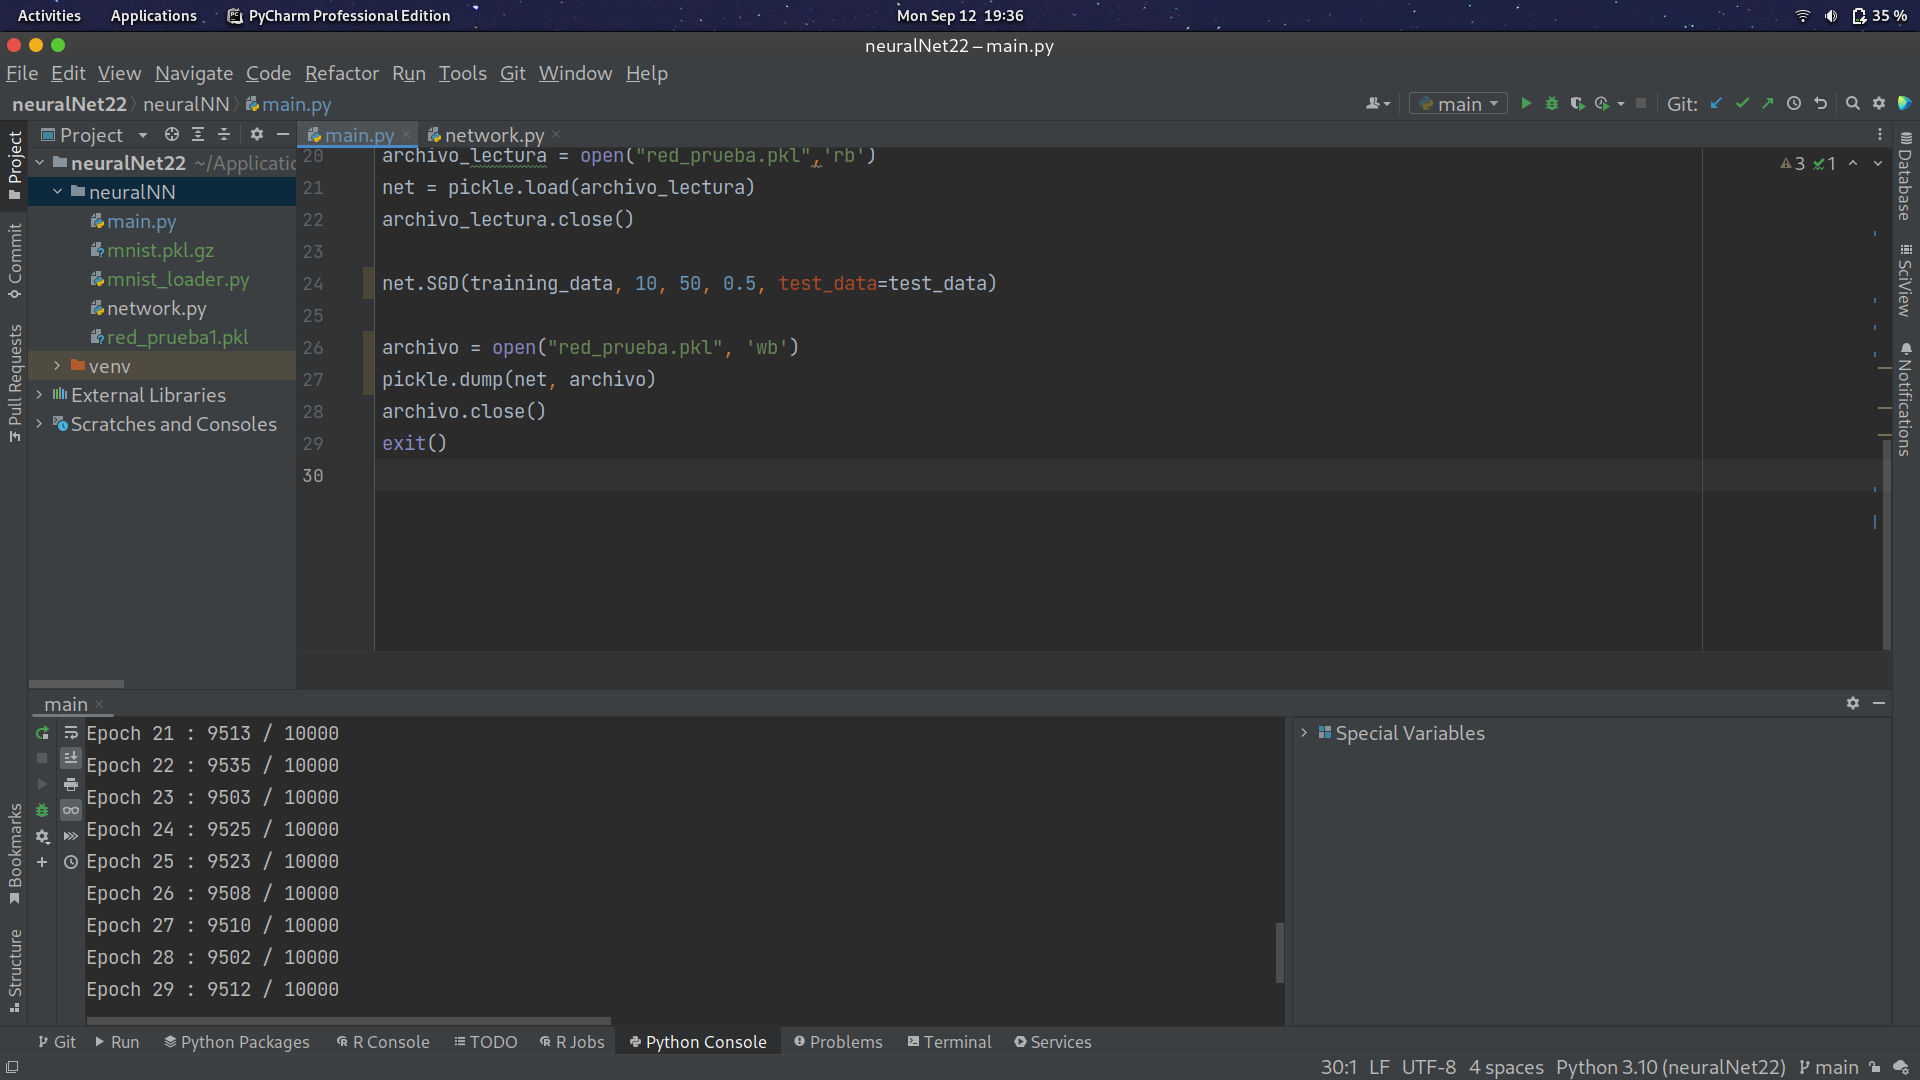 Activities Applications PyCharm Professional Edition Mon Sep 12 19:36 35 %
neuralNet22 – main.py
File Edit View Navigate Code Refactor Run Tools Git Window Help
neuralNet22 neuralNN main.py main Git:
Project main.py network.py
Project
Commit
Pull Requests
Bookmarks
Structure
neuralNet22 ~/Applicatio
neuralNN
main.py
mnist.pkl.gz
mnist_loader.py
network.py
red_prueba1.pkl
venv
External Libraries
Scratches and Consoles
20 archivo_lectura = open("red_prueba.pkl",'rb')
21 net = pickle.load(archivo_lectura)
22 archivo_lectura.close()
23
24 net.SGD(training_data, 10, 50, 0.5, test_data=test_data)
25
26 archivo = open("red_prueba.pkl", 'wb')
27 pickle.dump(net, archivo)
28 archivo.close()
29 exit()
30
3 1
Database
SciView
Notifications
main
Epoch 21 : 9513 / 10000
Epoch 22 : 9535 / 10000
Epoch 23 : 9503 / 10000
Epoch 24 : 9525 / 10000
Epoch 25 : 9523 / 10000
Epoch 26 : 9508 / 10000
Epoch 27 : 9510 / 10000
Epoch 28 : 9502 / 10000
Epoch 29 : 9512 / 10000
Special Variables
Git Run Python Packages R Console TODO R Jobs Python Console Problems Terminal Services
30:1 LF UTF-8 4 spaces Python 3.10 (neuralNet22) main